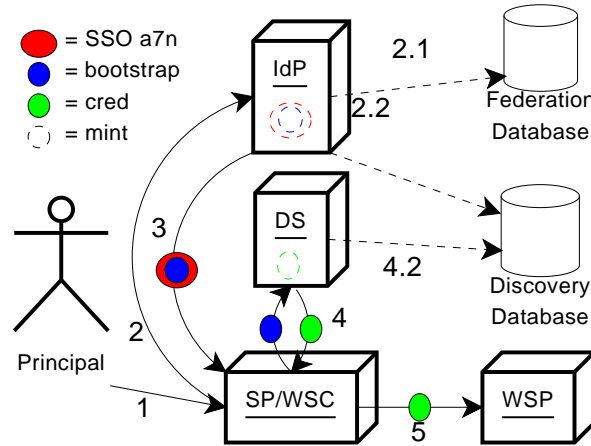 = SSO a7n
= bootstrap
= cred
= mint
IdP
2.1
2.2
Federation
Database
3
DS
4.2
Discovery
Database
4
Principal
2
1
SP/WSC
5
WSP